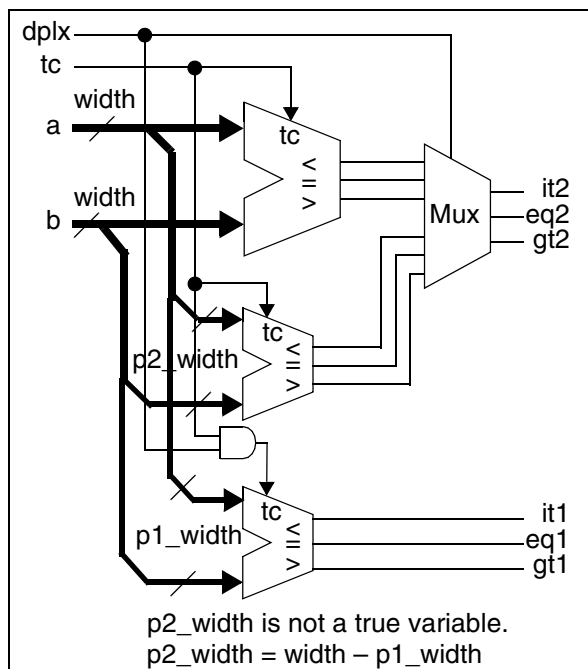 dplx
tc
width
a
tc
< = >
width
b
Mux
it2
eq2
gt2
tc
< = >
p2_width
tc
< = >
p1_width
it1
eq1
gt1
p2_width is not a true variable.
p2_width = width – p1_width